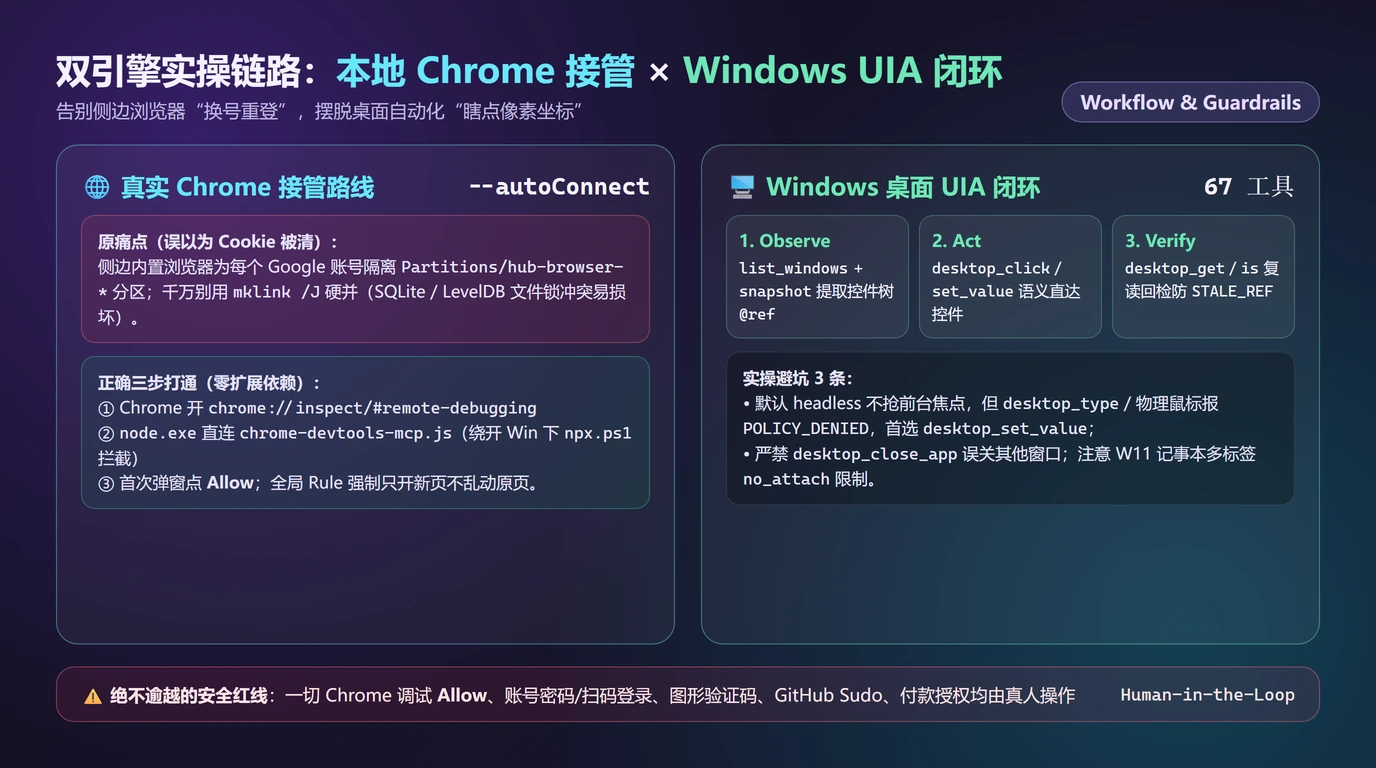 双引擎实操链路：本地 Chrome 接管 × Windows UIA 闭环
告别侧边浏览器“换号重登”，摆脱桌面自动化“瞎点像素坐标”
Workflow & Guardrails
真实 Chrome 接管路线
--autoConnect
原痛点（误以为 Cookie 被清）：
侧边内置浏览器为每个 Google 账号隔离 Partitions/hub-browser-
* 分区；千万别用 mklink /J 硬并（SQLite / LevelDB 文件锁冲突易损
坏）。
正确三步打通（零扩展依赖）：
① Chrome 开 chrome://inspect/#remote-debugging
② node.exe 直连 chrome-devtools-mcp.js（绕开 Win 下 npx.ps1
拦截）
③ 首次弹窗点 Allow；全局 Rule 强制只开新页不乱动原页。
Windows 桌面 UIA 闭环
67 工具
1. Observe
list_windows +
snapshot 提取控件树
@ref
2. Act
desktop_click /
set_value 语义直达
控件
3. Verify
desktop_get / is 复
读回检防 STALE_REF
实操避坑 3 条：
• 默认 headless 不抢前台焦点，但 desktop_type / 物理鼠标报
POLICY_DENIED，首选 desktop_set_value；
• 严禁 desktop_close_app 误关其他窗口；注意 W11 记事本多标签
no_attach 限制。
绝不逾越的安全红线：一切 Chrome 调试 Allow、账号密码/扫码登录、图形验证码、GitHub Sudo、付款授权均由真人操作
Human-in-the-Loop